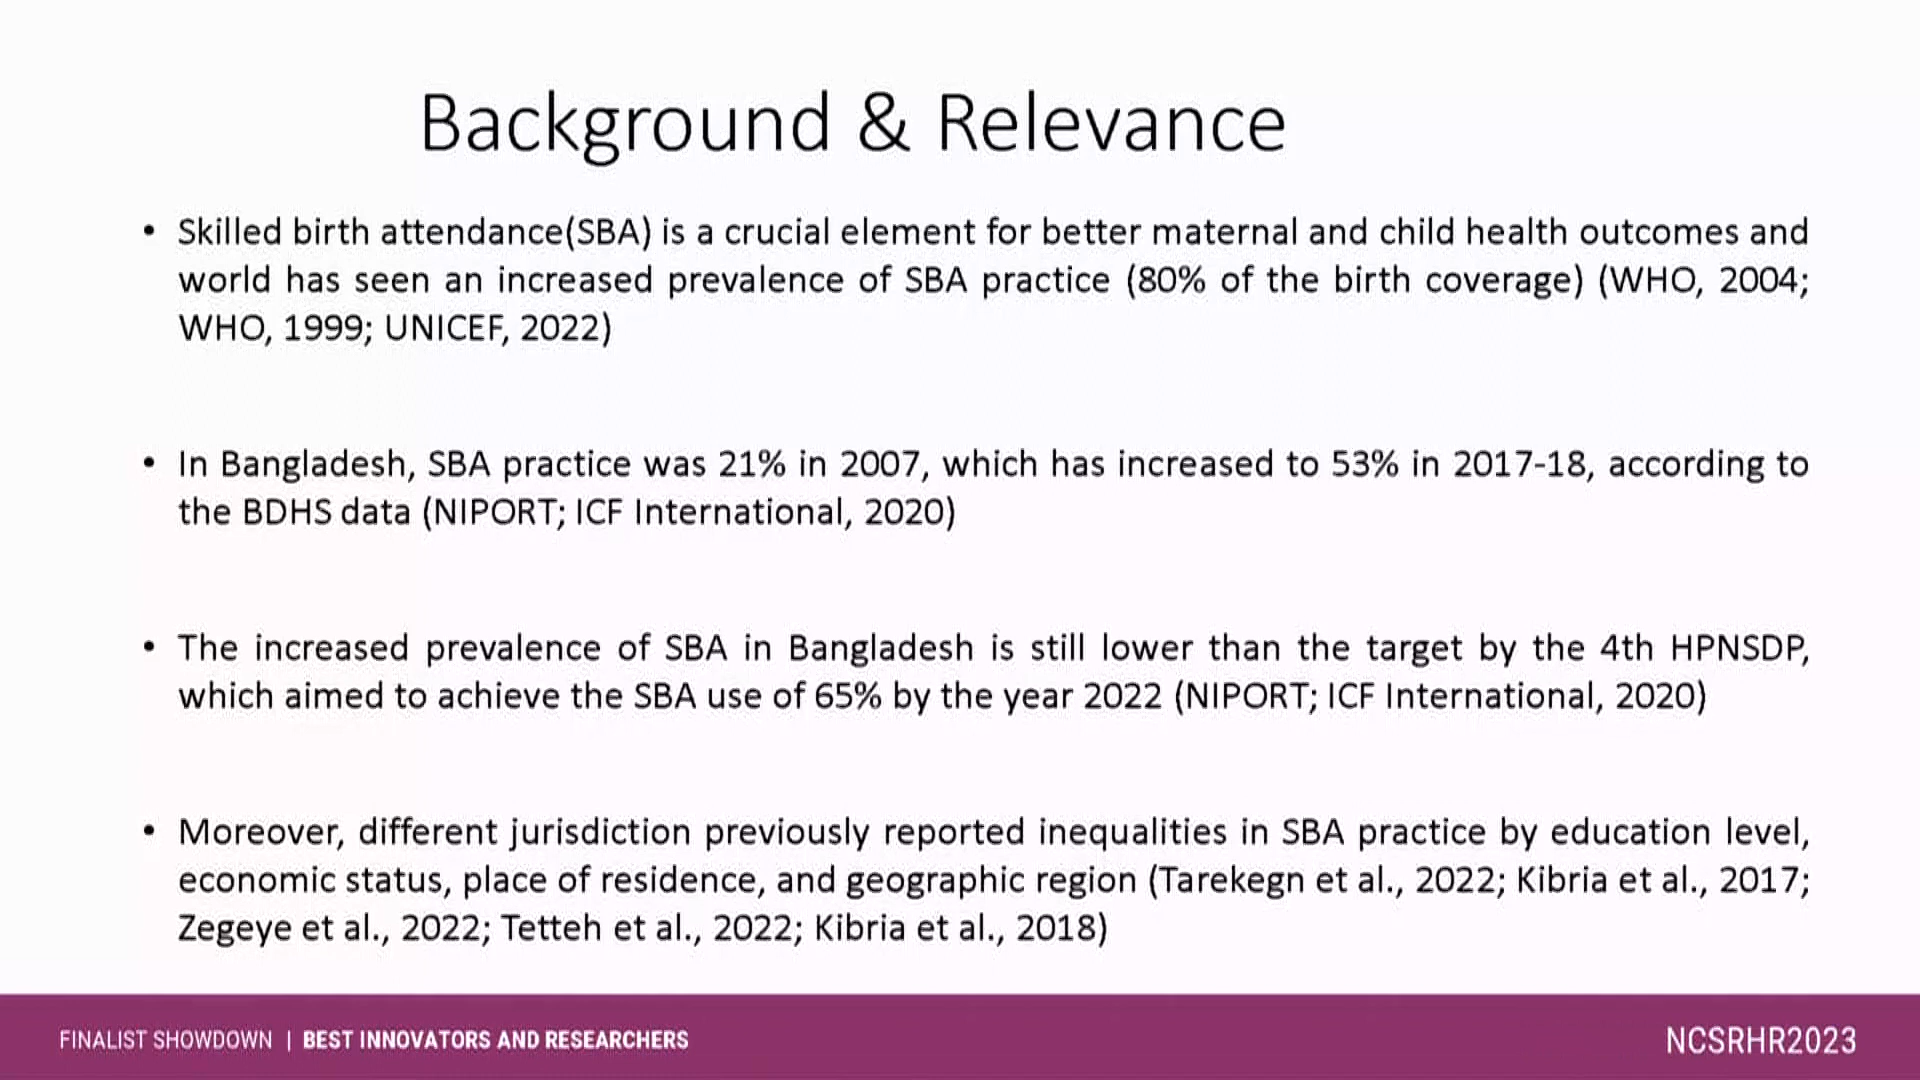 Background & Relevance
• Skilled birth attendance(SBA) is a crucial element for better maternal and child health outcomes and
world has seen an increased prevalence of SBA practice (80% of the birth coverage) (WHO, 2004;
WHO, 1999; UNICEF, 2022)
• In Bangladesh, SBA practice was 21% in 2007, which has increased to 53% in 2017-18, according to
the BDHS data (NIPORT; ICF International, 2020)
• The increased prevalence of SBA in Bangladesh is still lower than the target by the 4th HPNSDP,
which aimed to achieve the SBA use of 65% by the year 2022 (NIPORT; ICF International, 2020)
• Moreover, different jurisdiction previously reported inequalities in SBA practice by education level,
economic status, place of residence, and geographic region (Tarekegn et al., 2022; Kibria et al., 2017;
Zegeye et al., 2022; Tetteh et al., 2022; Kibria et al., 2018)
FINALIST SHOWDOWN | BEST INNOVATORS AND RESEARCHERS
NCSRHR2023